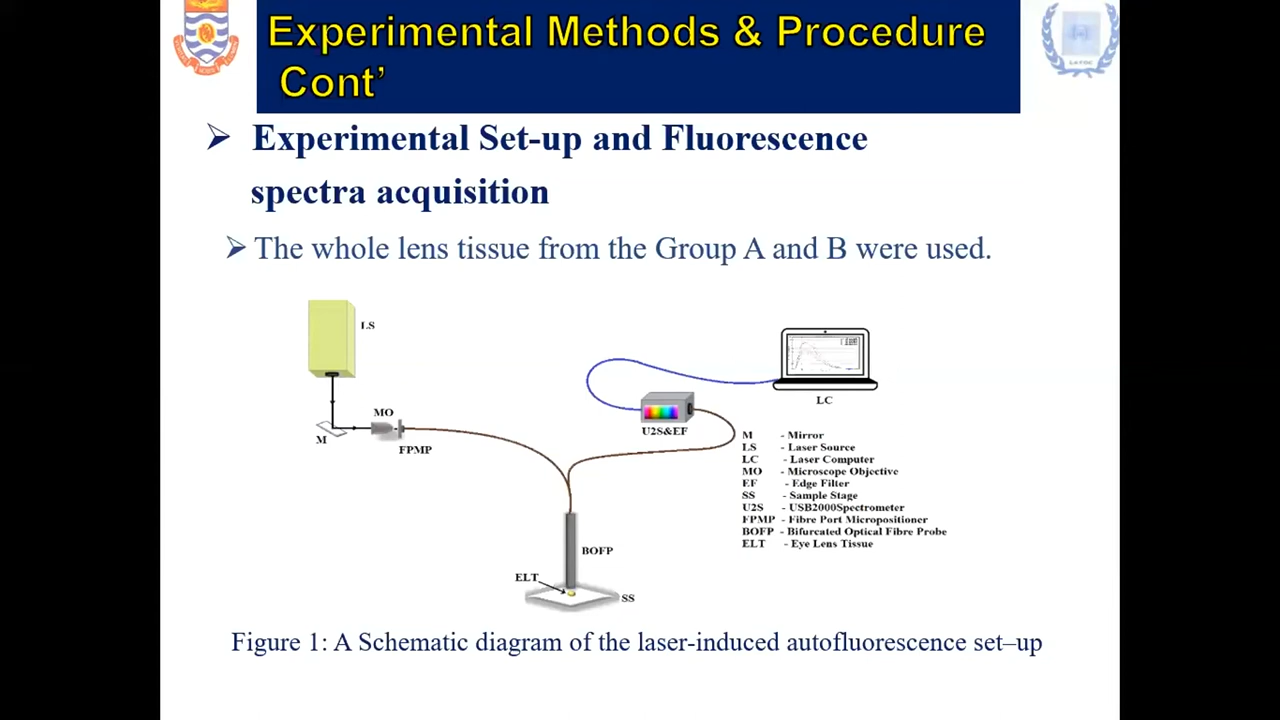 Experimental Methods & Procedure
Cont’
Experimental Set-up and Fluorescence
spectra acquisition
The whole lens tissue from the Group A and B were used.
LS
MO
M
FPMP
U2S&EF
LC
M - Mirror
LS - Laser Source
LC - Laser Computer
MO - Microscope Objective
EF - Edge Filter
SS - Sample Stage
U2S - USB2000Spectrometer
FPMP - Fibre Port Micropositioner
BOFP - Bifurcated Optical Fibre Probe
ELT - Eye Lens Tissue
BOFP
ELT
SS
Figure 1: A Schematic diagram of the laser-induced autofluorescence set–up